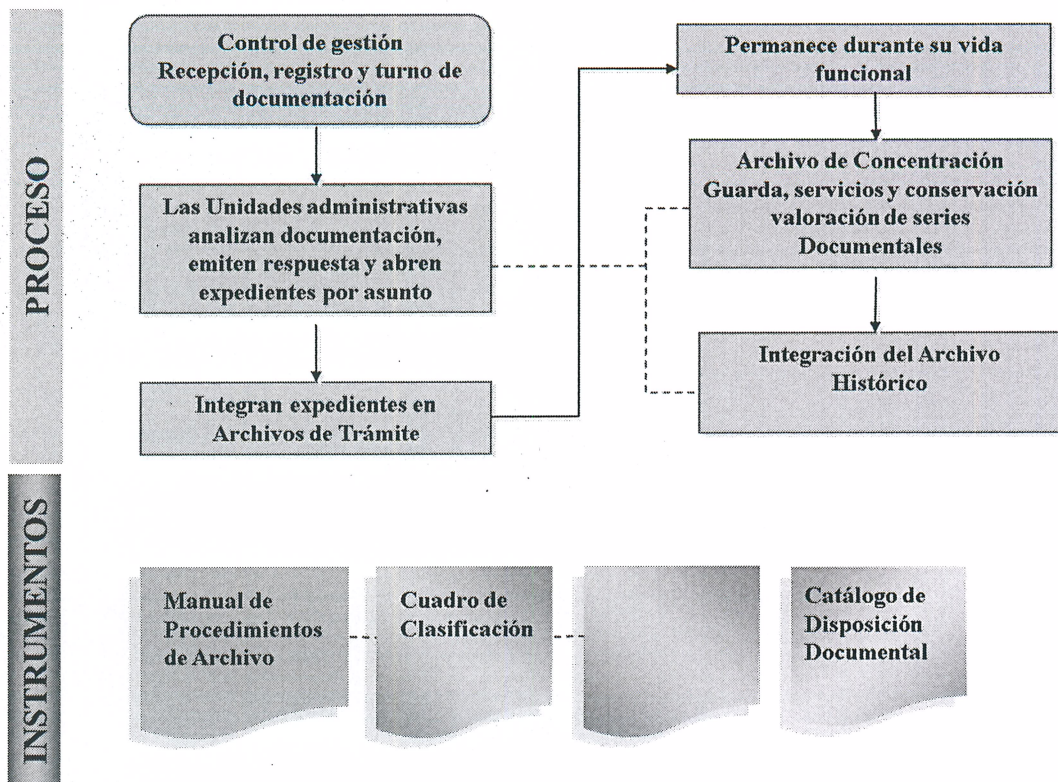 PROCESO
Control de gestión
Recepción, registro y turno de
documentación
Las Unidades administrativas
analizan documentación,
emiten respuesta y abren
expedientes por asunto
Integran expedientes en
Archivos de Trámite
Permanece durante su vida
funcional
Archivo de Concentración
Guarda, servicios y conservación
valoración de series
Documentales
Integración del Archivo
Histórico
INSTRUMENTOS
Manual de
Procedimientos
de Archivo
Cuadro de
Clasificación
Catálogo de
Disposición
Documental